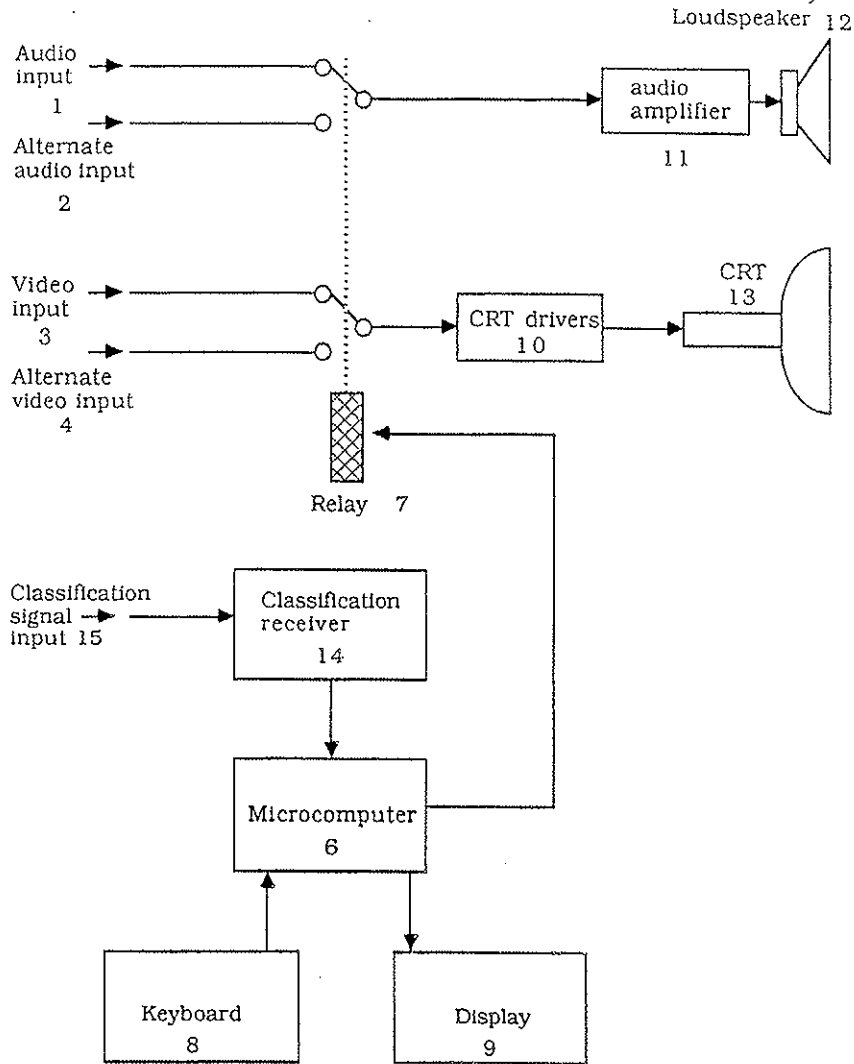 Loudspeaker 12
Audio
input
1
audio
amplifier
11
Alternate
audio input
2
Video
input
3
CRT
13
CRT drivers
10
Alternate
video input
4
Relay 7
Classification
signal
input 15
Classification
receiver
14
Microcomputer
6
Keyboard
8
Display
9